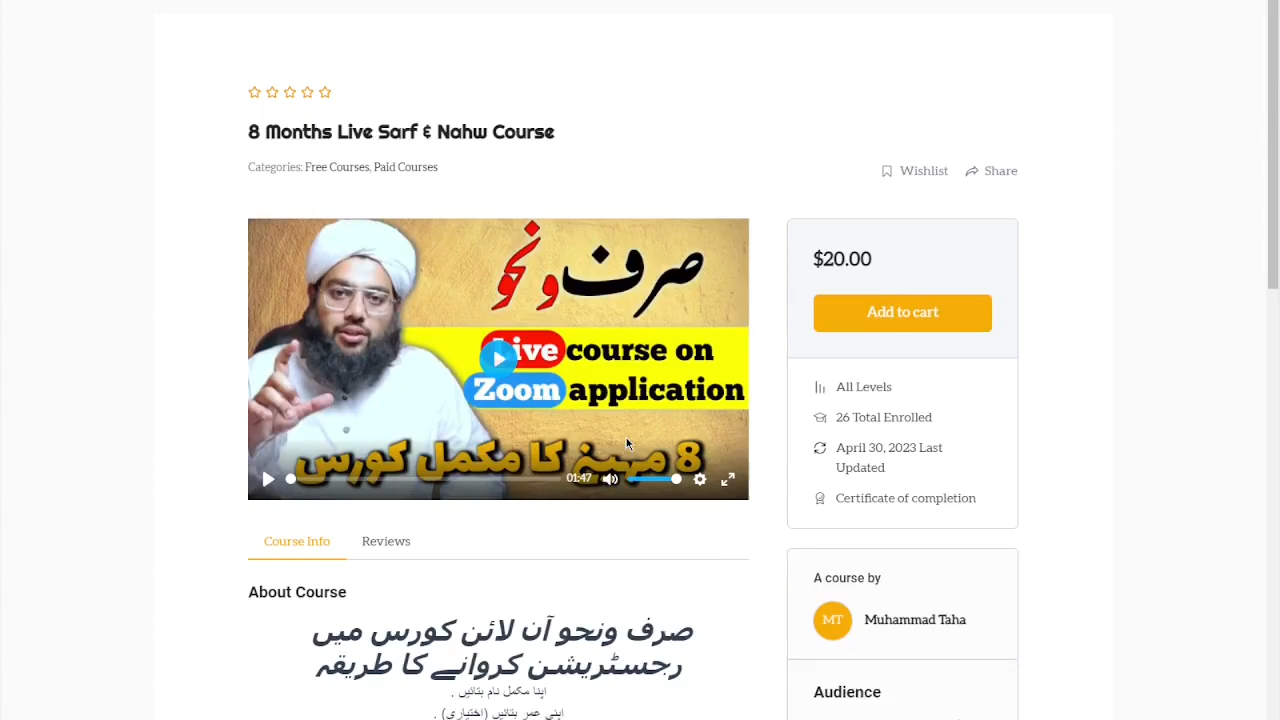 8 Months Live Sarf & Nahw Course
Categories: Free Courses, Paid Courses
Wishlist
Share
صرف ونحو
Live course on
Zoom application
8 مہینے کا مکمل کورس
01:47
$20.00
Add to cart
All Levels
26 Total Enrolled
April 30, 2023 Last
Updated
Certificate of completion
Course Info
Reviews
About Course
صرف ونحو آن لائن کورس میں
رجسٹریشن کروانے کا طریقہ
اپنا مکمل نام بتائیں .
اپنی عمر بتائیں (اختیاری) .
A course by
MT
Muhammad Taha
Audience